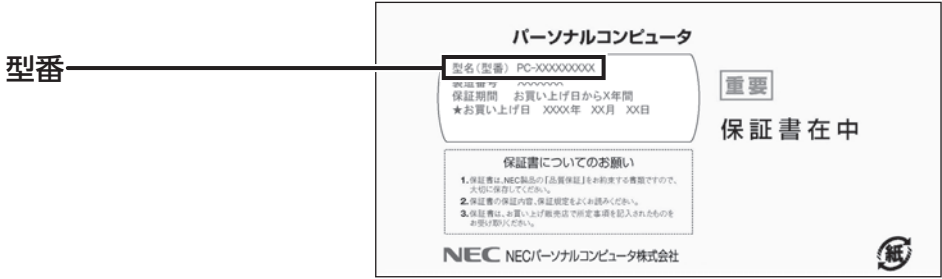 型番
パーソナルコンピュータ
型名(型番) PC-XXXXXXXXX
製造番号 XXXXXXX
保証期間 お買い上げ日からX年間
★お買い上げ日 XXXX年 XX月 XX日
重要
保証書在中
保証書についてのお願い
1.保証書は、NEC製品の「品質保証」をお約束する書類ですので、
大切に保存してください。
2.保証書の保証内容、保証規定をよくお読みください。
3.保証書は、お買い上げ販売店で所定事項を記入されたものを
お受け取りください。
NEC NECパーソナルコンピュータ株式会社
紙